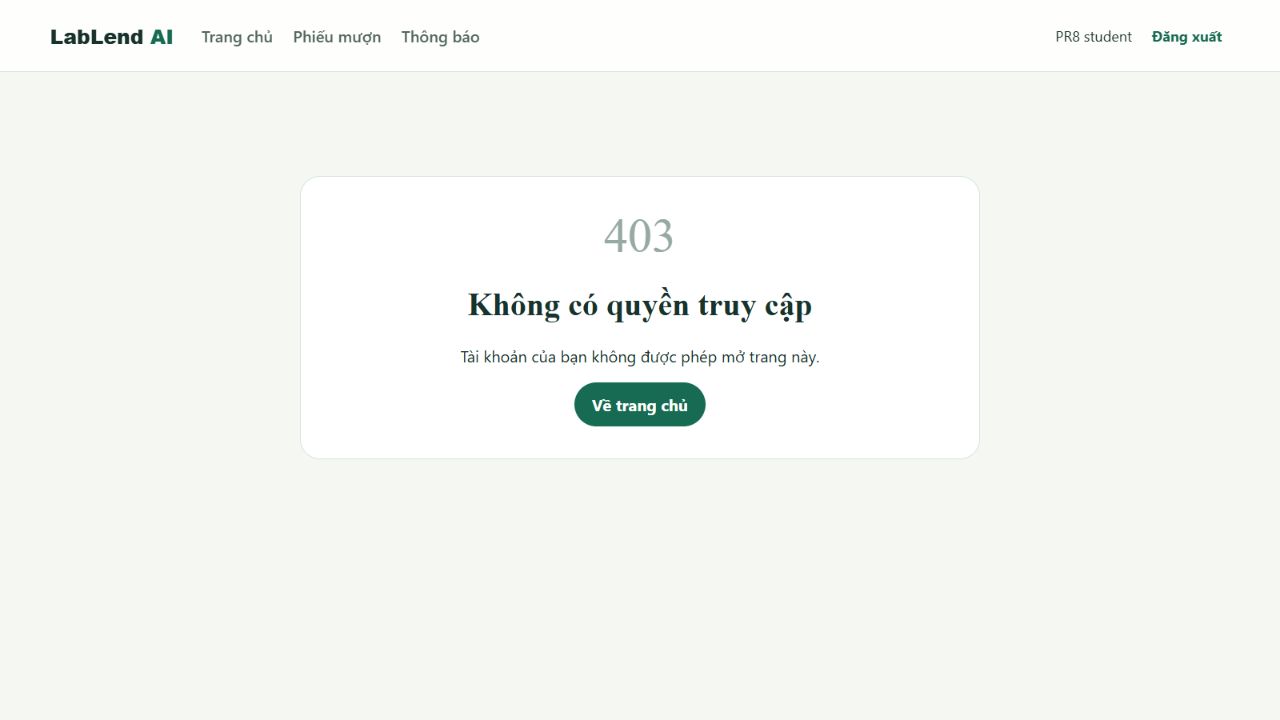 LabLend AI Trang chủ Phiếu mượn Thông báo PR8 student Đăng xuất
403
Không có quyền truy cập
Tài khoản của bạn không được phép mở trang này.
Về trang chủ